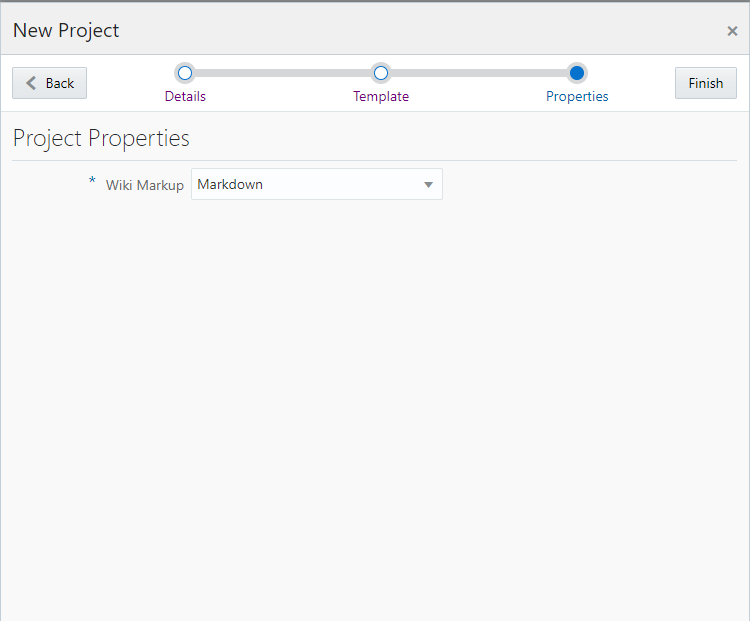 New Project
Back
Details
Template
Properties
Finish
Project Properties
* Wiki Markup Markdown